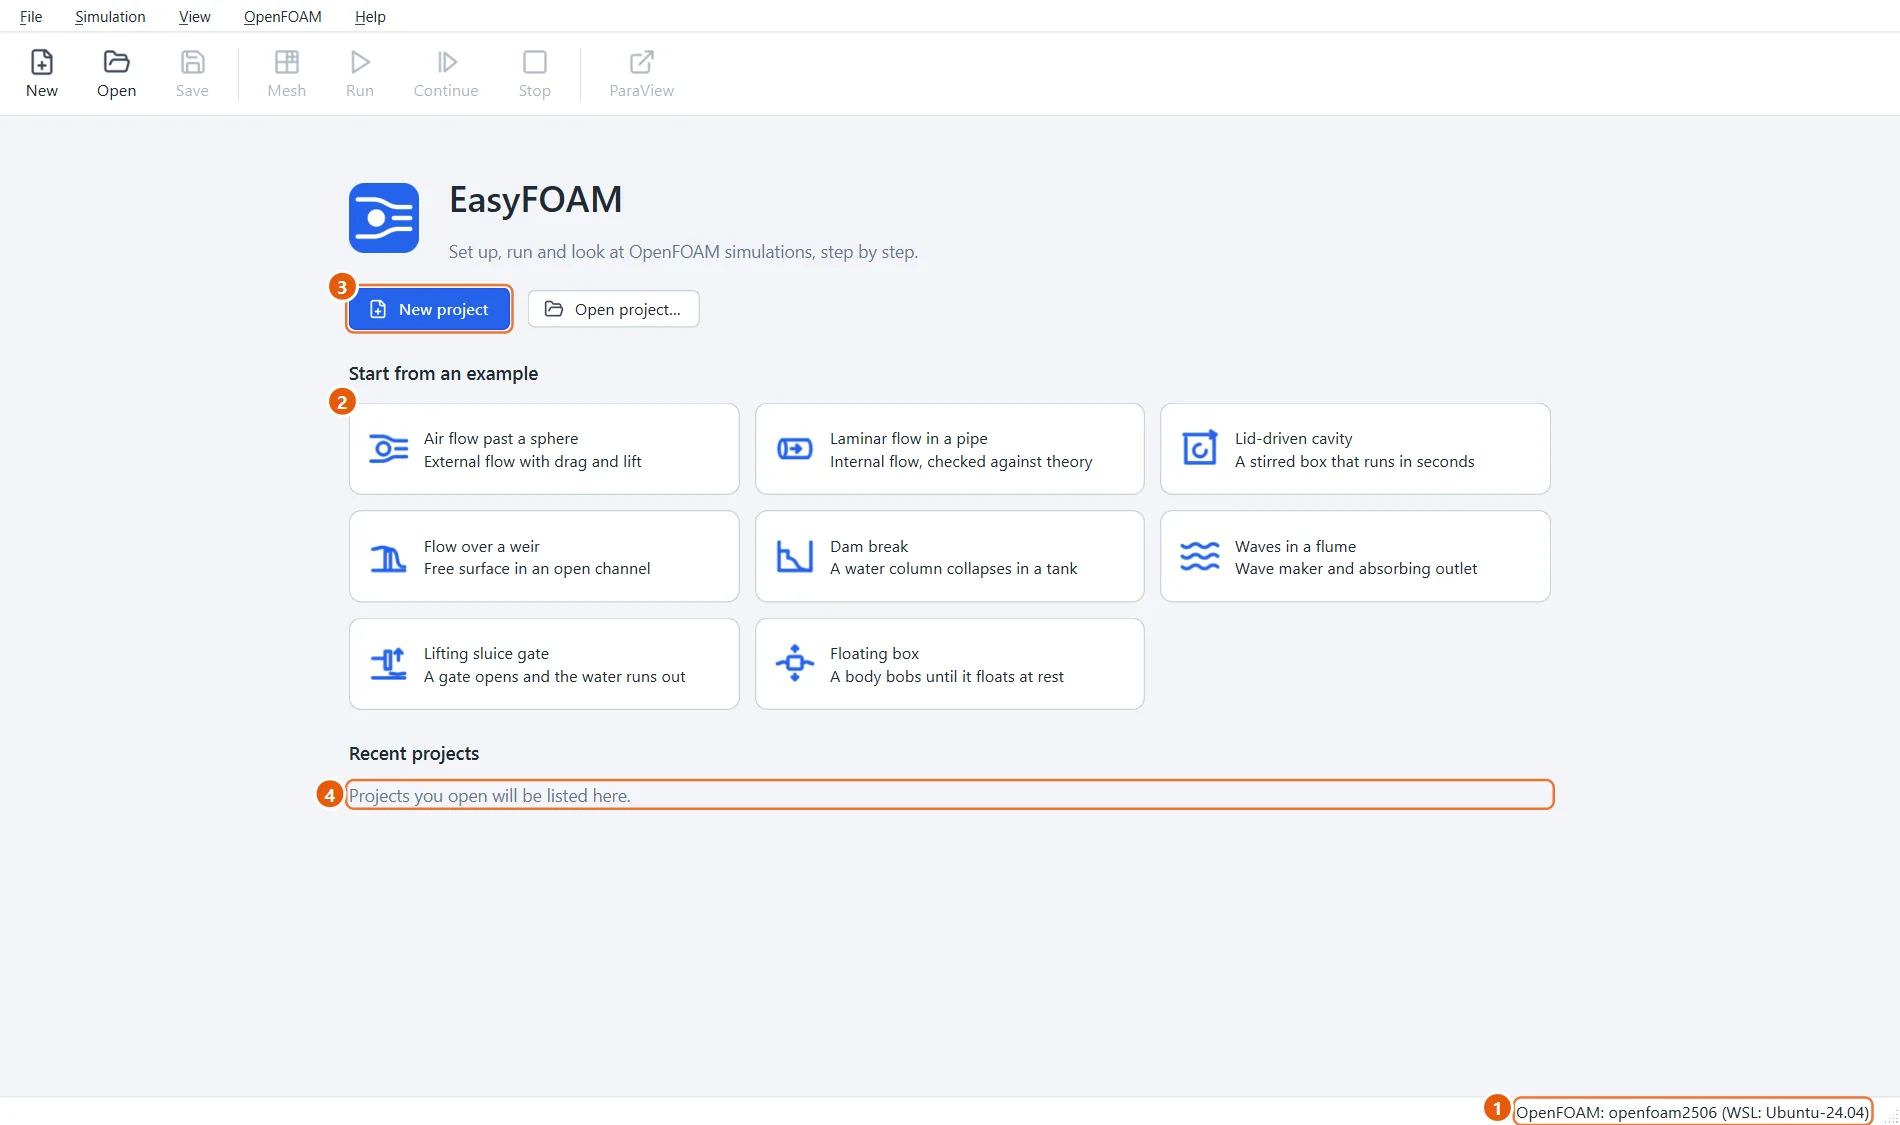 File Simulation View OpenFOAM Help
New Open Save Mesh Run Continue Stop ParaView
EasyFOAM
Set up, run and look at OpenFOAM simulations, step by step.
3
New project Open project...
Start from an example
2
Air flow past a sphere
External flow with drag and lift
Laminar flow in a pipe
Internal flow, checked against theory
Lid-driven cavity
A stirred box that runs in seconds
Flow over a weir
Free surface in an open channel
Dam break
A water column collapses in a tank
Waves in a flume
Wave maker and absorbing outlet
Lifting sluice gate
A gate opens and the water runs out
Floating box
A body bobs until it floats at rest
Recent projects
4 Projects you open will be listed here.
1 OpenFOAM: openfoam2506 (WSL: Ubuntu-24.04)